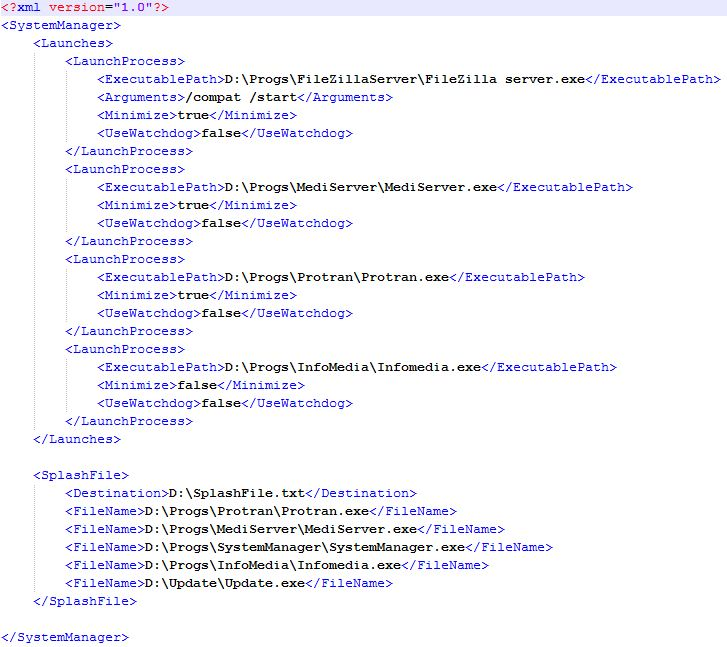 <?xml version="1.0"?>
<SystemManager>
    <Launches>
        <LaunchProcess>
            <ExecutablePath>D:\Progs\FileZillaServer\FileZilla server.exe</ExecutablePath>
            <Arguments>/compat /start</Arguments>
            <Minimize>true</Minimize>
            <UseWatchdog>false</UseWatchdog>
        </LaunchProcess>
        <LaunchProcess>
            <ExecutablePath>D:\Progs\MediServer\MediServer.exe</ExecutablePath>
            <Minimize>true</Minimize>
            <UseWatchdog>false</UseWatchdog>
        </LaunchProcess>
        <LaunchProcess>
            <ExecutablePath>D:\Progs\Protran\Protran.exe</ExecutablePath>
            <Minimize>true</Minimize>
            <UseWatchdog>false</UseWatchdog>
        </LaunchProcess>
        <LaunchProcess>
            <ExecutablePath>D:\Progs\InfoMedia\Infomedia.exe</ExecutablePath>
            <Minimize>false</Minimize>
            <UseWatchdog>false</UseWatchdog>
        </LaunchProcess>
    </Launches>

    <SplashFile>
        <Destination>D:\SplashFile.txt</Destination>
        <FileName>D:\Progs\Protran\Protran.exe</FileName>
        <FileName>D:\Progs\MediServer\MediServer.exe</FileName>
        <FileName>D:\Progs\SystemManager\SystemManager.exe</FileName>
        <FileName>D:\Progs\InfoMedia\Infomedia.exe</FileName>
        <FileName>D:\Update\Update.exe</FileName>
    </SplashFile>

</SystemManager>